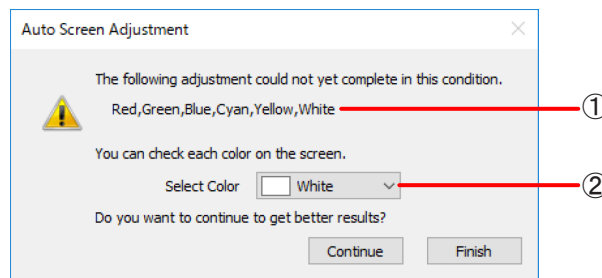 Auto Screen Adjustment
The following adjustment could not yet complete in this condition.
Red,Green,Blue,Cyan,Yellow,White
①
You can check each color on the screen.
Select Color White
②
Do you want to continue to get better results?
Continue Finish